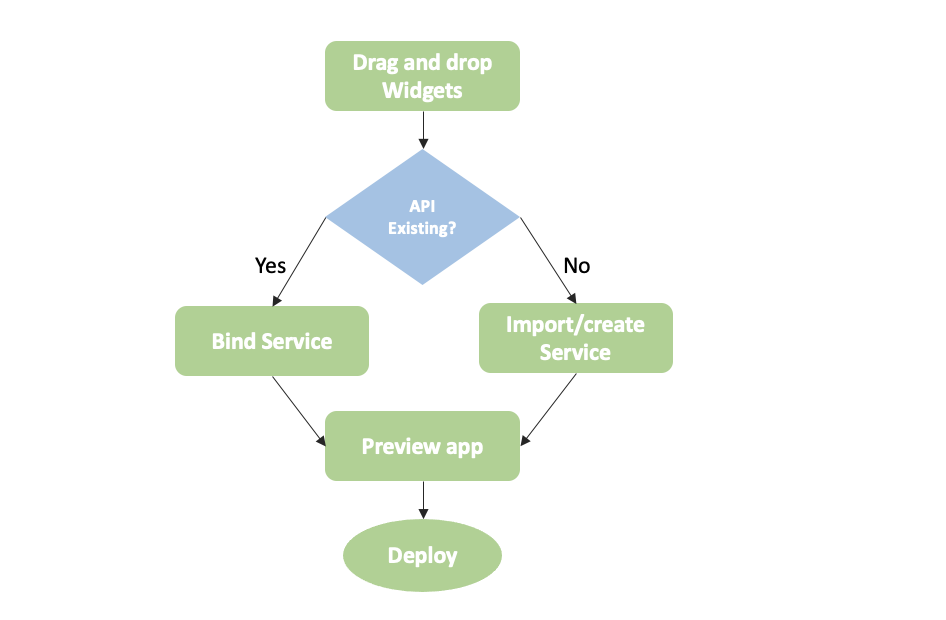 Drag and drop
Widgets
API
Existing?
Yes
No
Bind Service
Import/create
Service
Preview app
Deploy